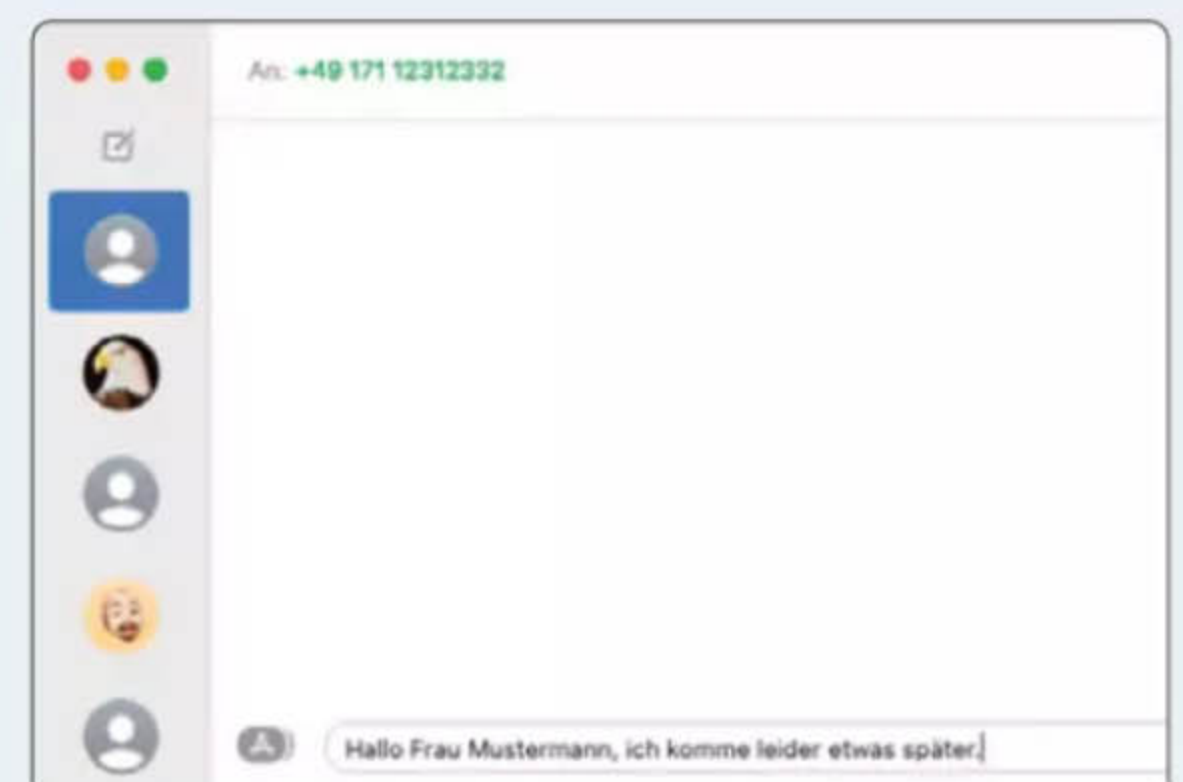 An: +49 171 12312332
Hallo Frau Mustermann, ich komme leider etwas später.